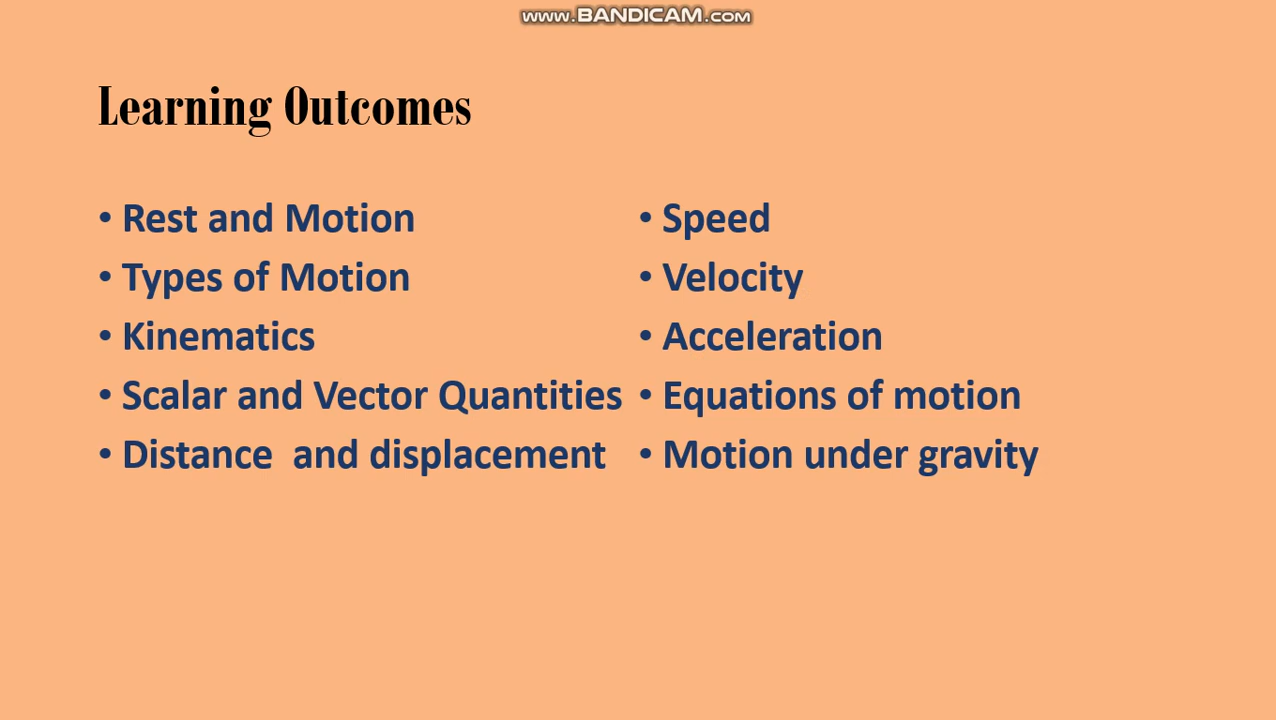 www.BANDICAM.com
Learning Outcomes
• Rest and Motion
• Types of Motion
• Kinematics
• Scalar and Vector Quantities
• Distance  and displacement
• Speed
• Velocity
• Acceleration
• Equations of motion
• Motion under gravity